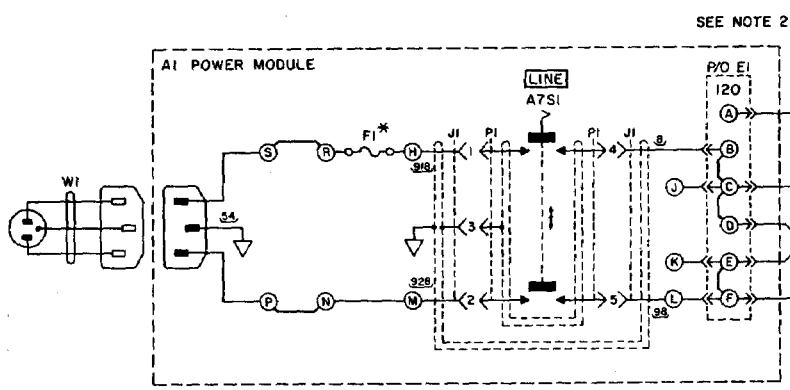 SEE NOTE 2
A1 POWER MODULE
P/O E1
LINE
120
A7S1
A
F1*
J1 P1
P1 J1
S
R
H
1
4
8
B
918
W1
J
C
54
3
D
K
E
928
P
N
M
2
5
L
F
98